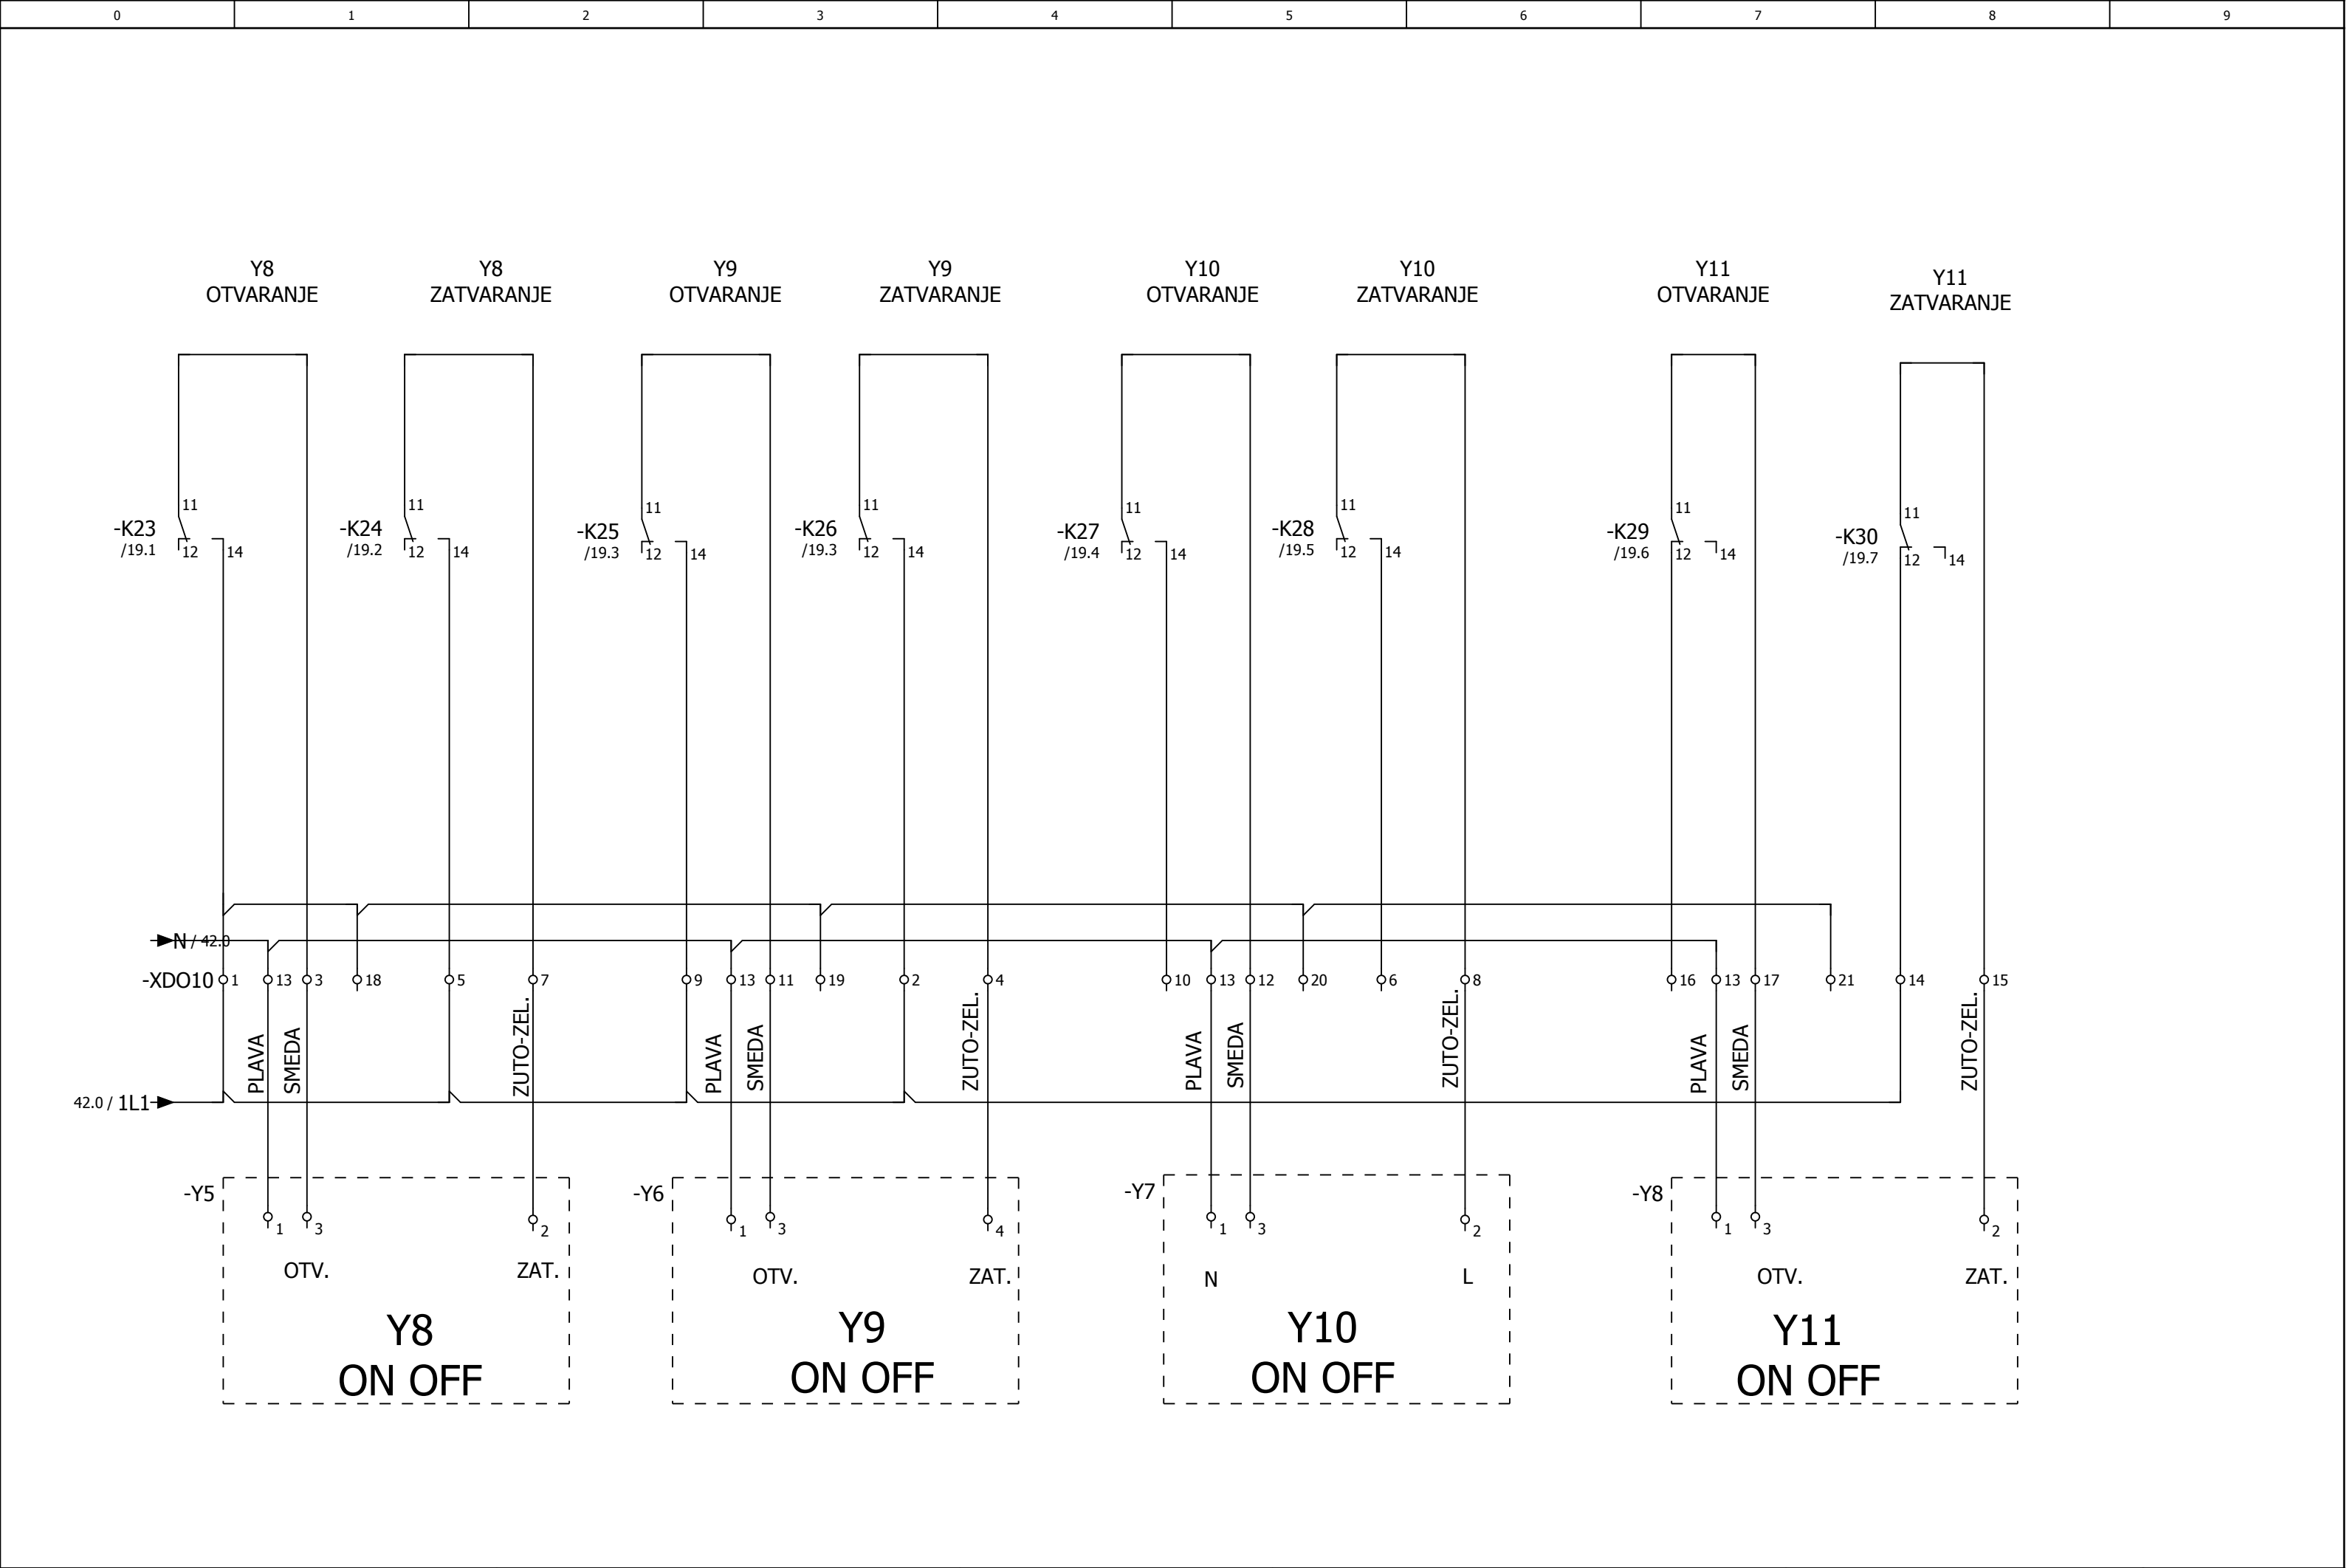 0 1 2 3 4 5 6 7 8 9
Y8 Y8 Y9 Y9 Y10 Y10 Y11 Y11
OTVARANJE ZATVARANJE OTVARANJE ZATVARANJE OTVARANJE ZATVARANJE OTVARANJE ZATVARANJE
11 11 11 11 11 11 11 11
-K23 -K24 -K25 -K26 -K27 -K28 -K29 -K30
/19.1 /19.2 /19.3 /19.3 /19.4 /19.5 /19.6 /19.7
12 14 12 14 12 14 12 14 12 14 12 14 12 14 12 14
N / 42.0
-XDO10 1 13 3 18 5 7 9 13 11 19 2 4 10 13 12 20 6 8 16 13 17 21 14 15
PLAVA SMEDA ZUTO-ZEL. PLAVA SMEDA ZUTO-ZEL. PLAVA SMEDA ZUTO-ZEL. PLAVA SMEDA ZUTO-ZEL.
42.0 / 1L1
-Y5 -Y6 -Y7 -Y8
1 3 2 1 3 4 1 3 2 1 3 2
OTV. ZAT. OTV. ZAT. N L OTV. ZAT.
Y8 Y9 Y10 Y11
ON OFF ON OFF ON OFF ON OFF